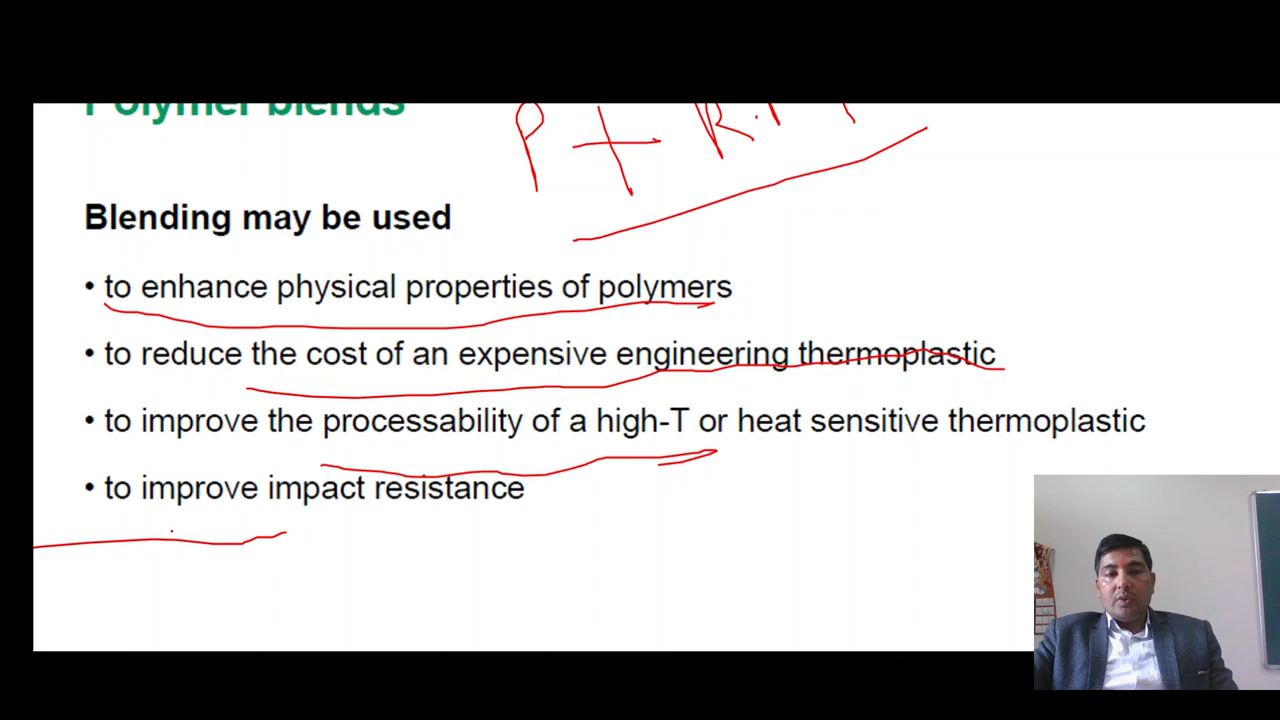 Polymer blends
P + R.
Blending may be used
• to enhance physical properties of polymers
• to reduce the cost of an expensive engineering thermoplastic
• to improve the processability of a high-T or heat sensitive thermoplastic
• to improve impact resistance